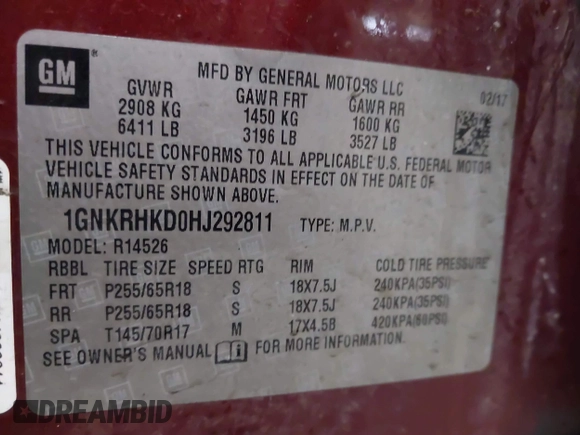 GM
MFD BY GENERAL MOTORS LLC
02/17
GVWR GAWR FRT GAWR RR
2908 KG 1450 KG 1600 KG
6411 LB 3196 LB 3527 LB
THIS VEHICLE CONFORMS TO ALL APPLICABLE U.S. FEDERAL MOTOR
VEHICLE SAFETY STANDARDS IN EFFECT ON THE DATE OF
MANUFACTURE SHOWN ABOVE.
1GNKRHKD0HJ292811 TYPE: M.P.V.
MODEL: R14526
RBBL TIRE SIZE SPEED RTG RIM COLD TIRE PRESSURE
FRT P255/65R18 S 18X7.5J 240KPA(35PSI)
RR P255/65R18 S 18X7.5J 240KPA(35PSI)
SPA T145/70R17 M 17X4.5B 420KPA(60PSI)
SEE OWNER'S MANUAL FOR MORE INFORMATION.
DREAMBID